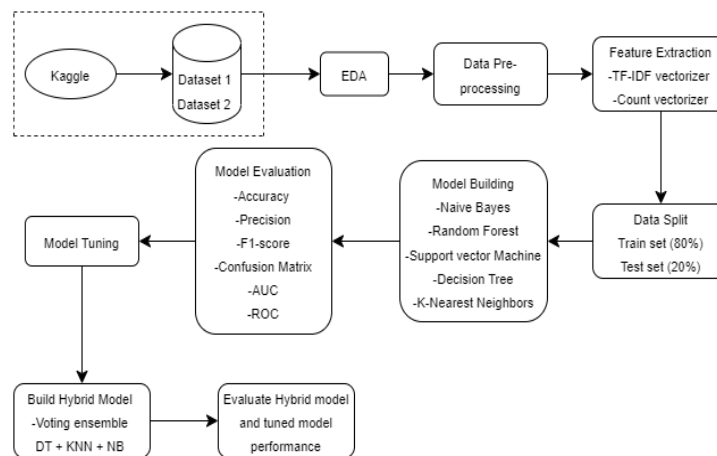 Kaggle
Dataset 1
Dataset 2
EDA
Data Pre-
processing
Feature Extraction
-TF-IDF vectorizer
-Count vectorizer
Data Split
Train set (80%)
Test set (20%)
Model Building
-Naive Bayes
-Random Forest
-Support vector Machine
-Decision Tree
-K-Nearest Neighbors
Model Evaluation
-Accuracy
-Precision
-F1-score
-Confusion Matrix
-AUC
-ROC
Model Tuning
Build Hybrid Model
-Voting ensemble
DT + KNN + NB
Evaluate Hybrid model
and tuned model
performance